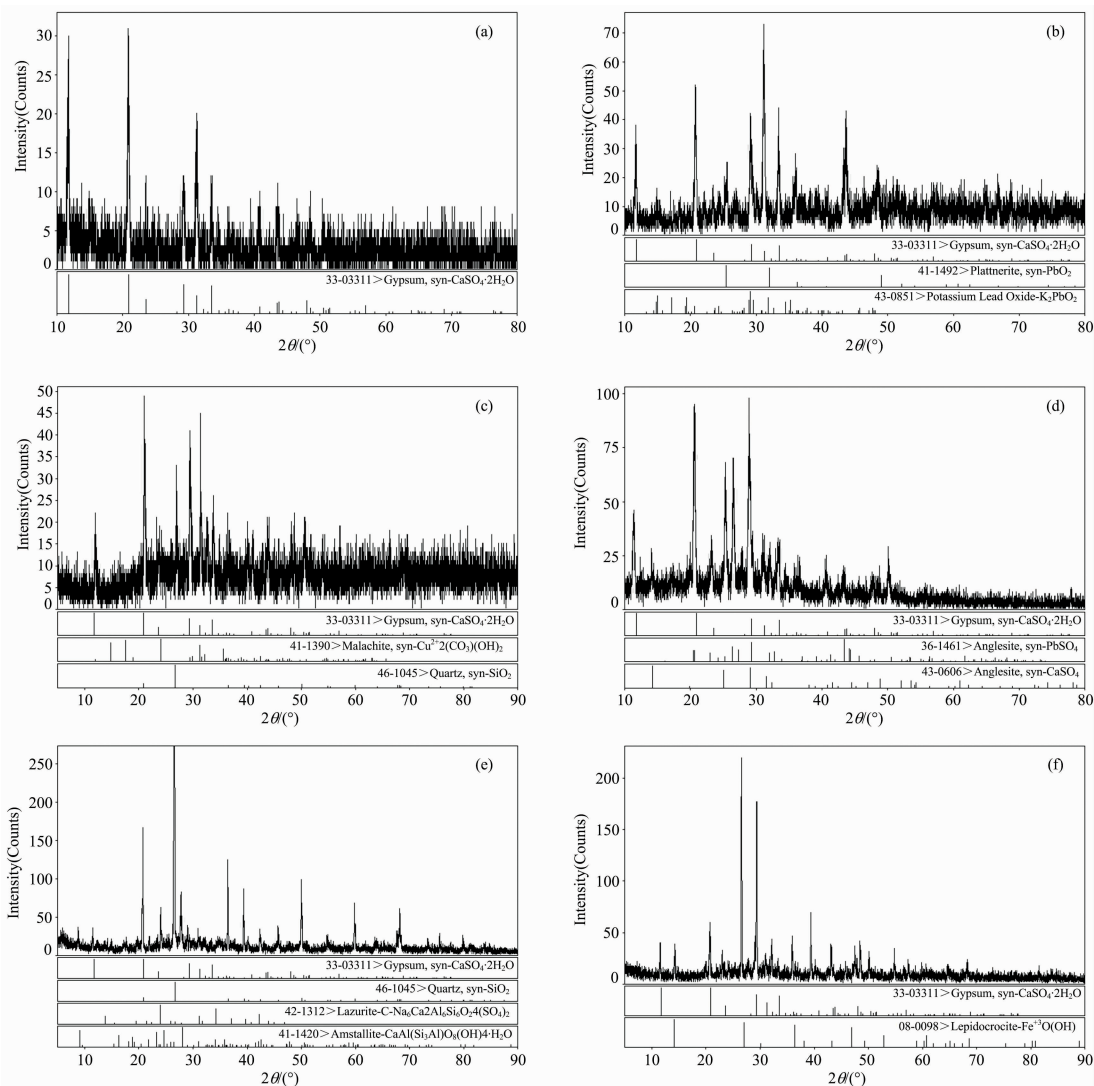 (a)
Intensity(Counts)
30
25
20
15
10
5
0
33-03311>Gypsum, syn-CaSO₄·2H₂O
10 20 30 40 50 60 70 80
2θ/(°)
(b)
Intensity(Counts)
70
60
50
40
30
20
10
0
33-03311>Gypsum, syn-CaSO₄·2H₂O
41-1492>Plattnerite, syn-PbO₂
43-0851>Potassium Lead Oxide-K₂PbO₂
10 20 30 40 50 60 70 80
2θ/(°)
(c)
Intensity(Counts)
50
45
40
35
30
25
20
15
10
5
0
33-03311>Gypsum, syn-CaSO₄·2H₂O
41-1390>Malachite, syn-Cu²⁺2(CO₃)(OH)₂
46-1045>Quartz, syn-SiO₂
10 20 30 40 50 60 70 80 90
2θ/(°)
(d)
Intensity(Counts)
100
75
50
25
0
33-03311>Gypsum, syn-CaSO₄·2H₂O
36-1461>Anglesite, syn-PbSO₄
43-0606>Anglesite, syn-CaSO₄
10 20 30 40 50 60 70 80 90
2θ/(°)
(e)
Intensity(Counts)
250
200
150
100
50
0
33-03311>Gypsum, syn-CaSO₄·2H₂O
46-1045>Quartz, syn-SiO₂
42-1312>Lazurite-C-Na₆Ca2Al₆Si₆O₂4(SO₄)₂
41-1420>Amstallite-CaAl(Si₃Al)O₈(OH)4·H₂O
10 20 30 40 50 60 70 80 90
2θ/(°)
(f)
Intensity(Counts)
200
150
100
50
0
33-03311>Gypsum, syn-CaSO₄·2H₂O
08-0098>Lepidocrocite-Fe⁺³O(OH)
10 20 30 40 50 60 70 80 90
2θ/(°)